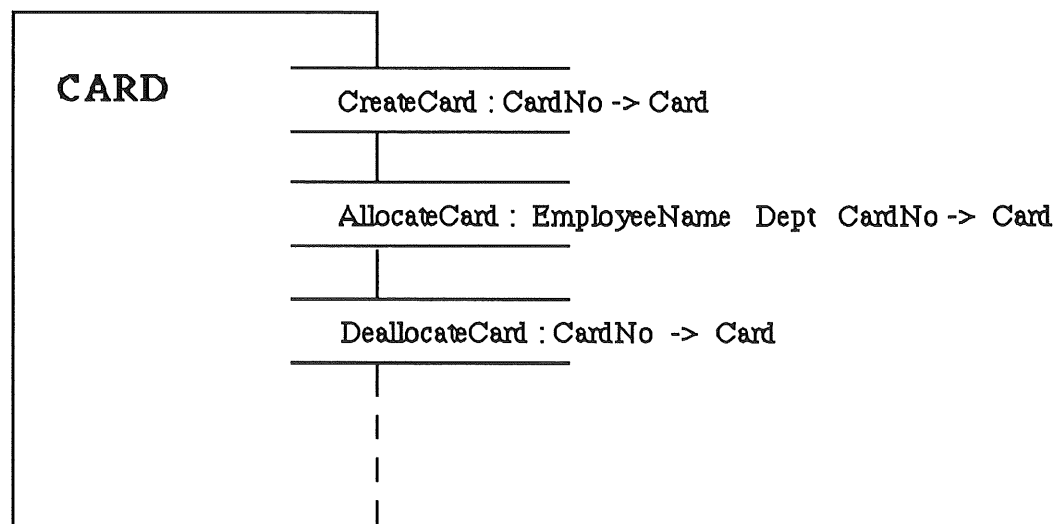 CARD
CreateCard : CardNo -> Card
AllocateCard : EmployeeName Dept CardNo -> Card
DeallocateCard : CardNo -> Card